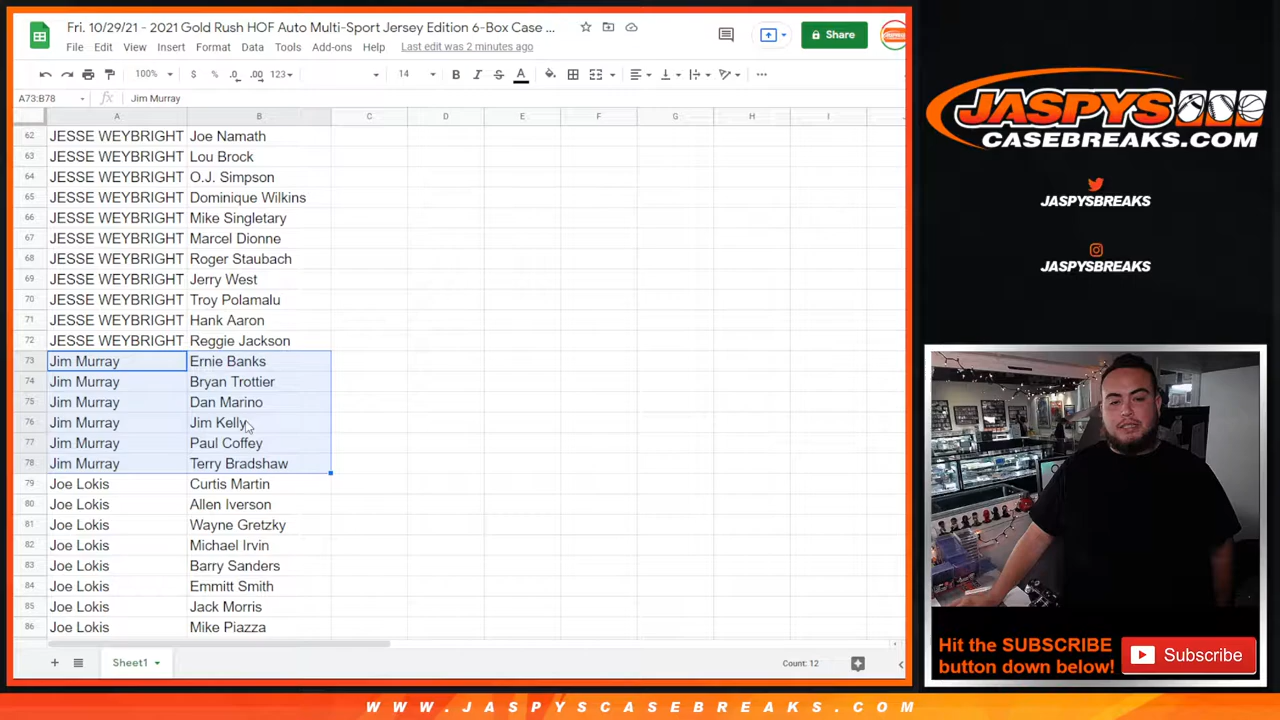 Fri. 10/29/21 - 2021 Gold Rush HOF Auto Multi-Sport Jersey Edition 6-Box Case ...
File Edit View Insert Format Data Tools Add-ons Help Last edit was 2 minutes ago
Share
100% $ % .0 .00 123 14 B I S A
A73:B78 fx Jim Murray
A B C D E F G H I
62 JESSE WEYBRIGHT Joe Namath
63 JESSE WEYBRIGHT Lou Brock
64 JESSE WEYBRIGHT O.J. Simpson
65 JESSE WEYBRIGHT Dominique Wilkins
66 JESSE WEYBRIGHT Mike Singletary
67 JESSE WEYBRIGHT Marcel Dionne
68 JESSE WEYBRIGHT Roger Staubach
69 JESSE WEYBRIGHT Jerry West
70 JESSE WEYBRIGHT Troy Polamalu
71 JESSE WEYBRIGHT Hank Aaron
72 JESSE WEYBRIGHT Reggie Jackson
73 Jim Murray Ernie Banks
74 Jim Murray Bryan Trottier
75 Jim Murray Dan Marino
76 Jim Murray Jim Kelly
77 Jim Murray Paul Coffey
78 Jim Murray Terry Bradshaw
79 Joe Lokis Curtis Martin
80 Joe Lokis Allen Iverson
81 Joe Lokis Wayne Gretzky
82 Joe Lokis Michael Irvin
83 Joe Lokis Barry Sanders
84 Joe Lokis Emmitt Smith
85 Joe Lokis Jack Morris
86 Joe Lokis Mike Piazza
Sheet1
Count: 12
JASPYS
CASEBREAKS.COM
JASPYSBREAKS
JASPYSBREAKS
Hit the SUBSCRIBE
button down below!
Subscribe
WWW.JASPYSCASEBREAKS.COM